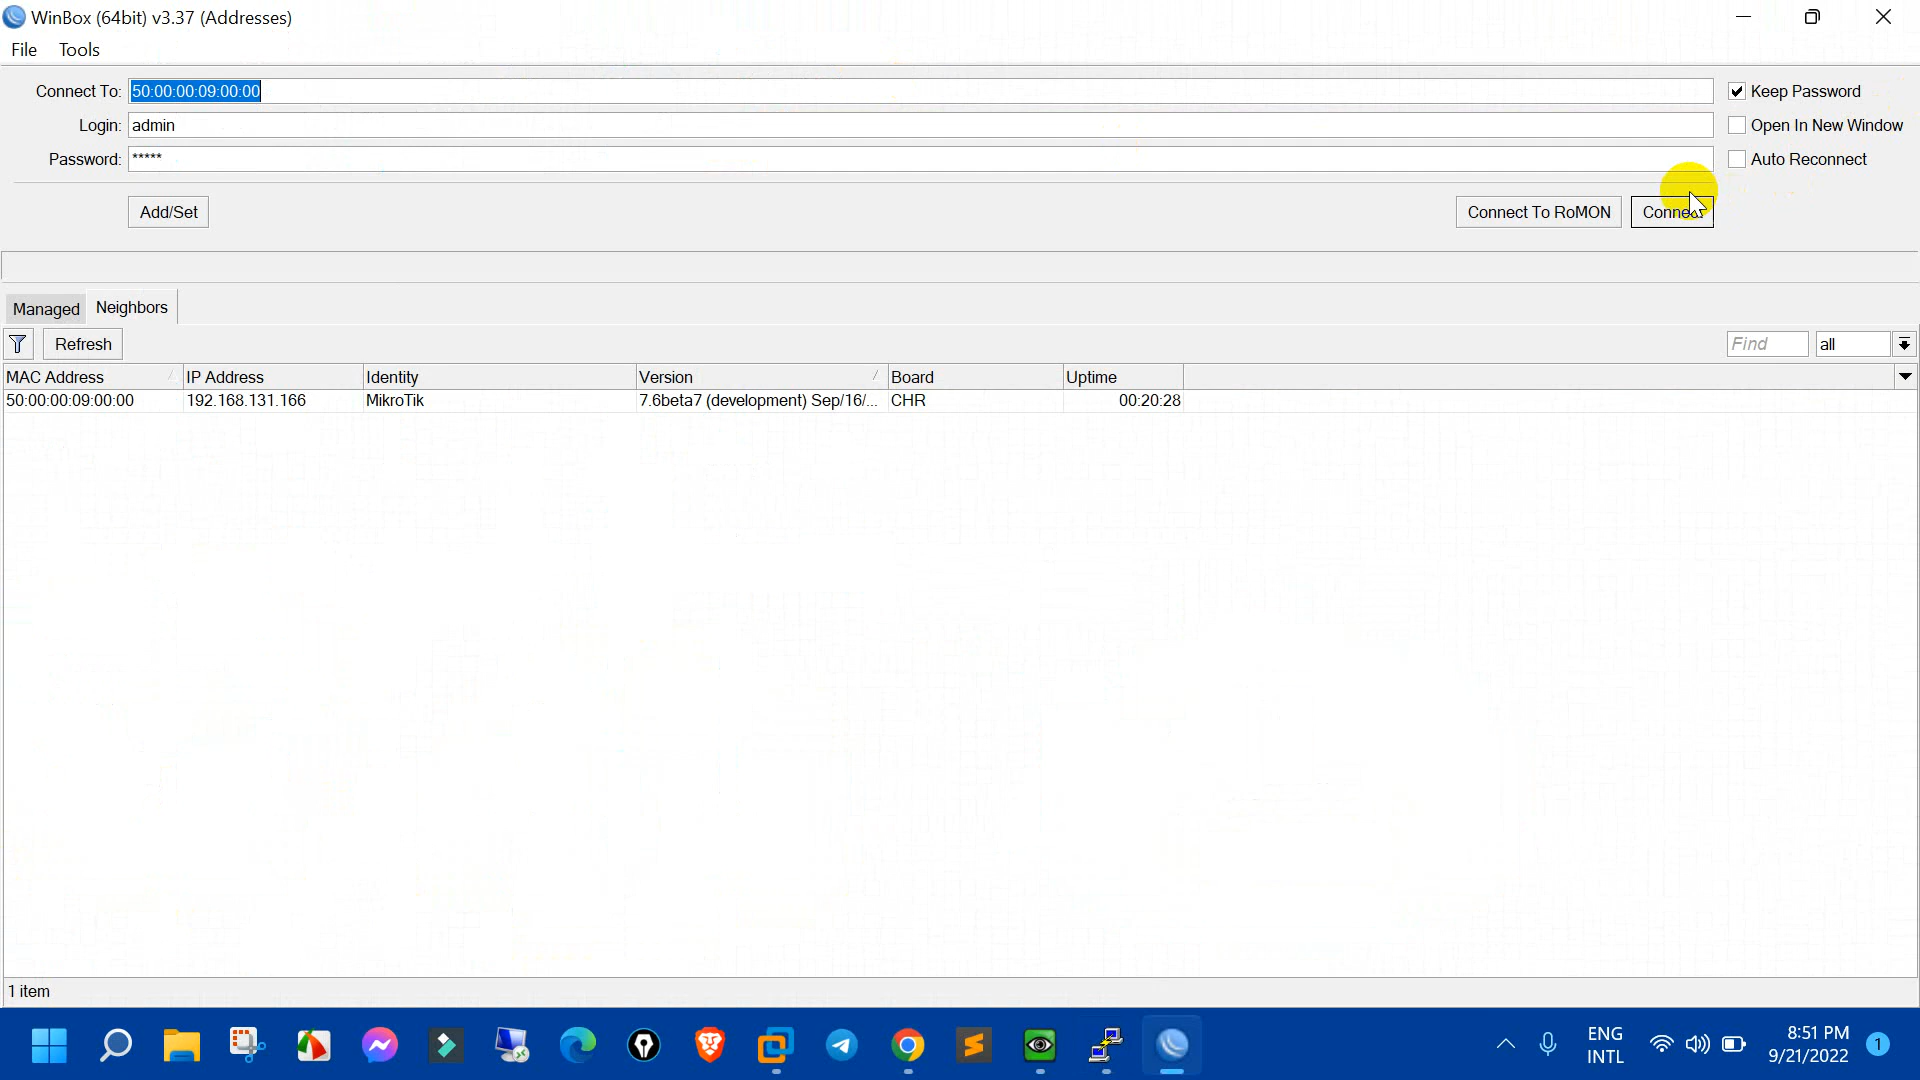 WinBox (64bit) v3.37 (Addresses)
File Tools
Connect To: 50:00:00:09:00:00 Keep Password
Login: admin Open In New Window
Password: ***** Auto Reconnect
Add/Set Connect To RoMON
Managed Neighbors
Refresh Find all
MAC Address IP Address Identity Version Board Uptime
50:00:00:09:00:00 192.168.131.166 MikroTik 7.6beta7 (development) Sep/16/... CHR 00:20:28
1 item
ENG 8:51 PM
INTL 9/21/2022 1